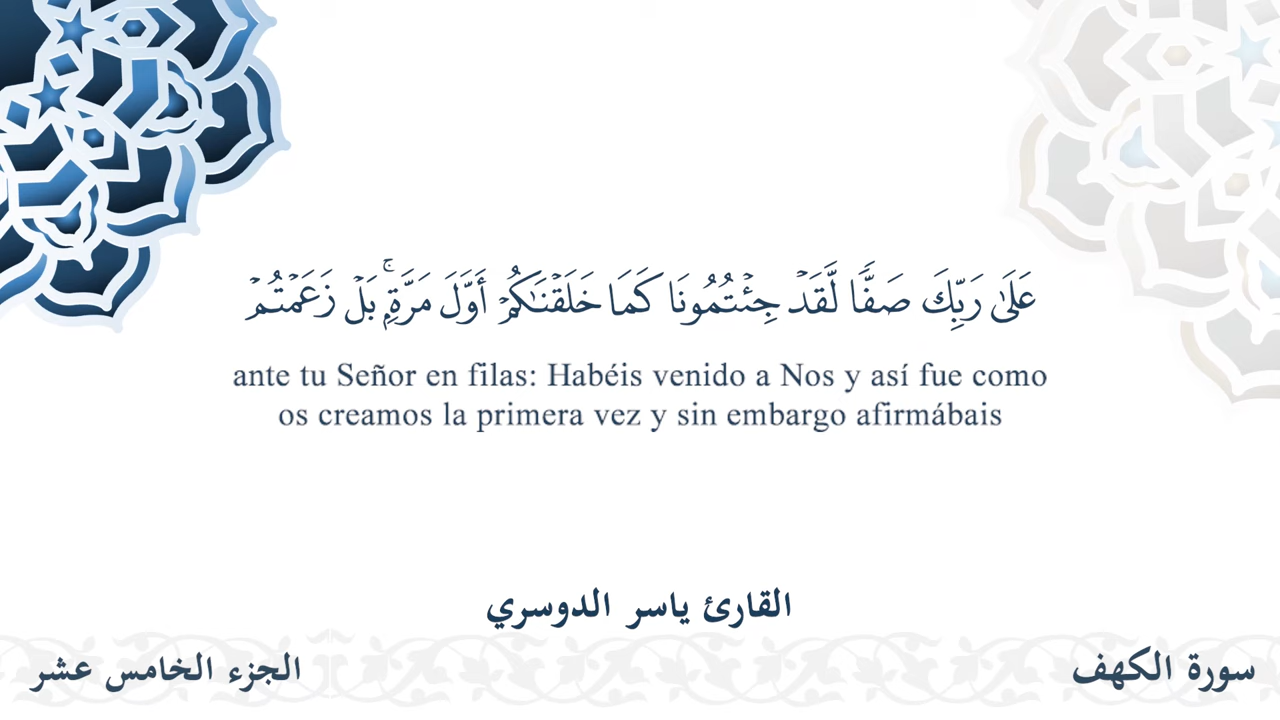 عَلَىٰ رَبِّكَ صَفًّا لَّقَدْ جِئْتُمُونَا كَمَا خَلَقْنَاكُمْ أَوَّلَ مَرَّةٍۭ ۚ بَلْ زَعَمْتُمْ
ante tu Señor en filas: Habéis venido a Nos y así fue como
os creamos la primera vez y sin embargo afirmábais
القارئ ياسر الدوسري
سورة الكهف
الجزء الخامس عشر